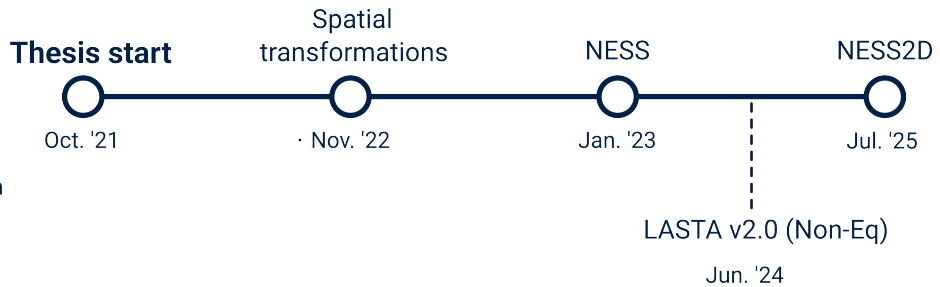 Spatial
Thesis start
transformations
NESS
NESS2D
Oct. '21
· Nov. '22
Jan. '23
Jul. '25
LASTA v2.0 (Non-Eq)
Jun. '24